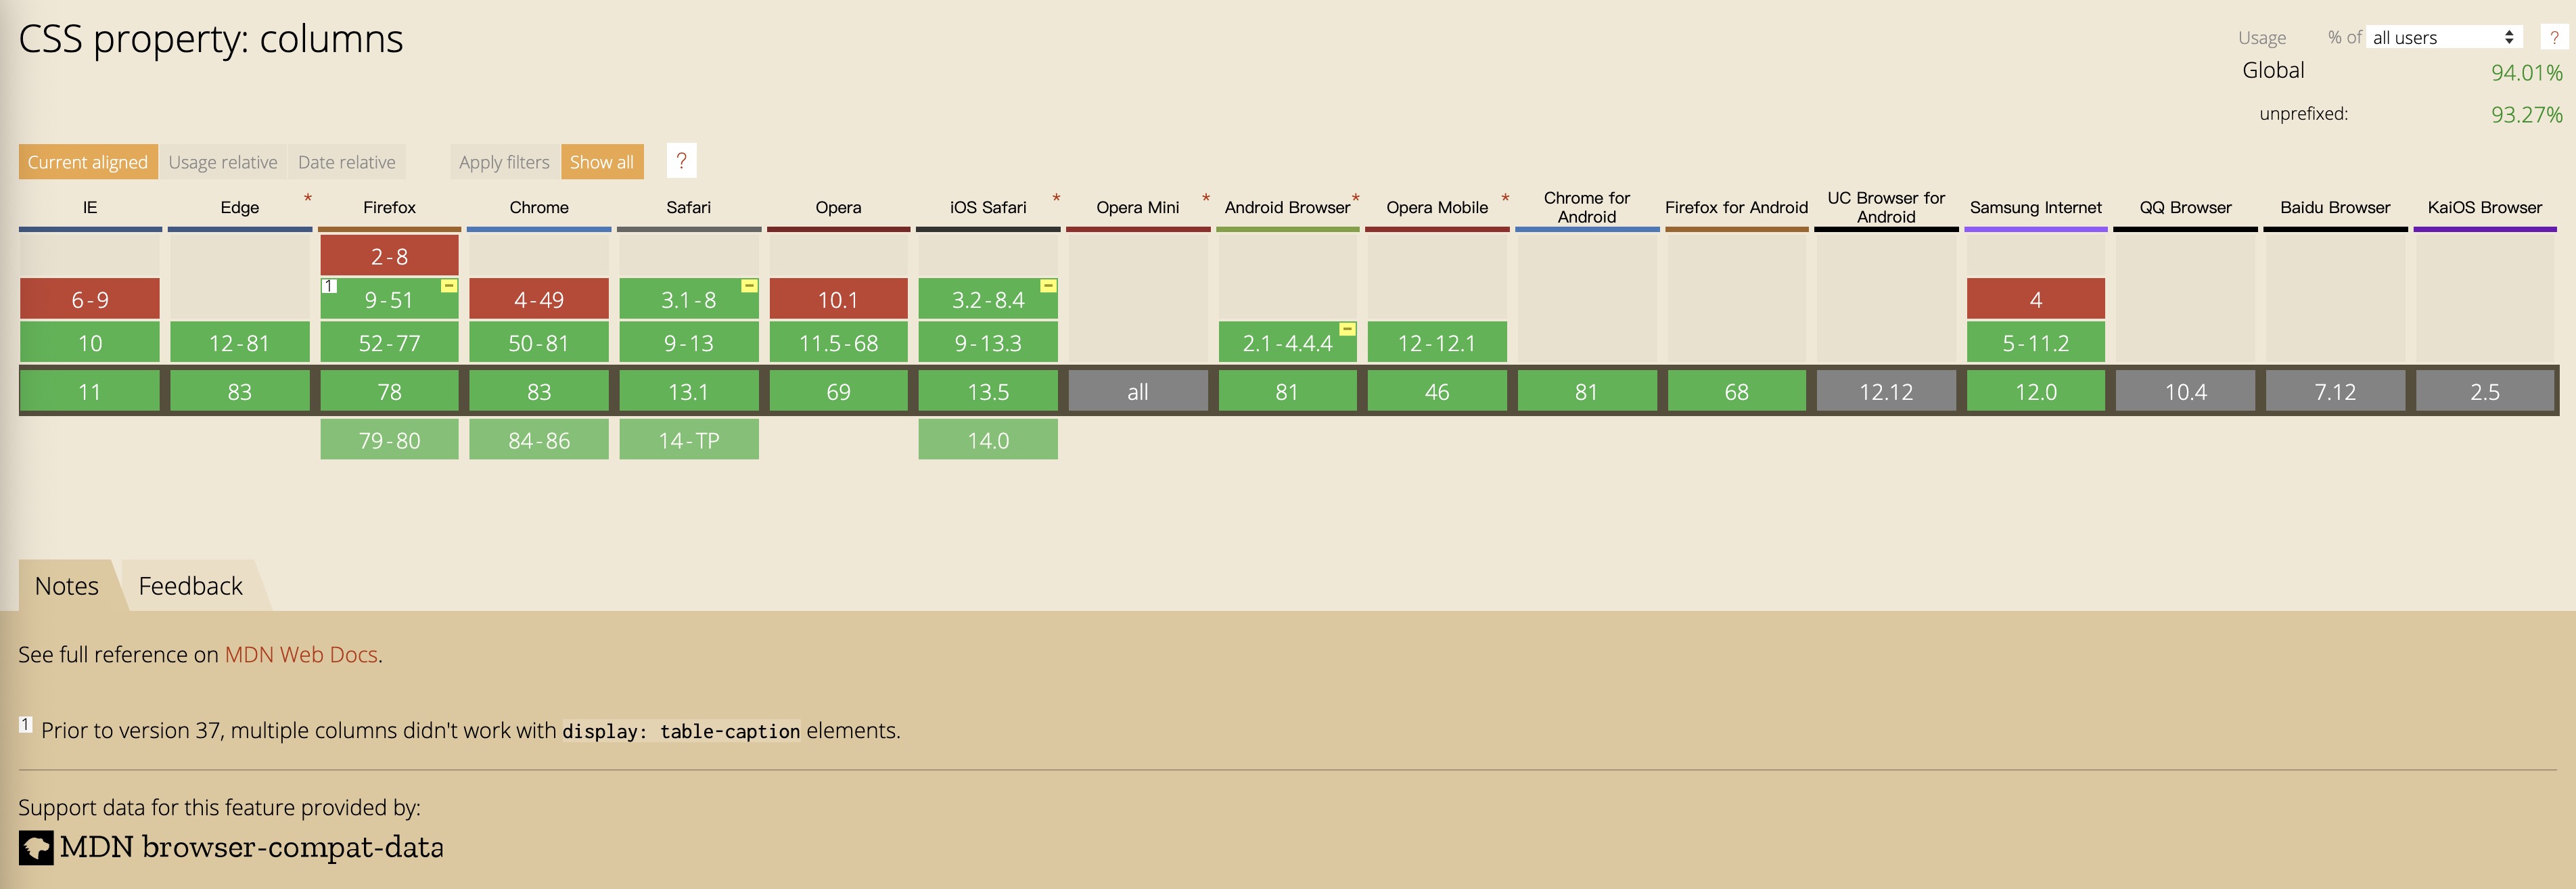 CSS property: columns
Usage % of all users ?
Global 94.01%
unprefixed: 93.27%
Current aligned Usage relative Date relative Apply filters Show all ?
IE Edge * Firefox Chrome Safari Opera iOS Safari * Opera Mini * Android Browser * Opera Mobile * Chrome for Android Firefox for Android UC Browser for Android Samsung Internet QQ Browser Baidu Browser KaiOS Browser
2-8
6-9 1 9-51 - 4-49 3.1-8 - 10.1 3.2-8.4 - 4
10 12-81 52-77 50-81 9-13 11.5-68 9-13.3 2.1-4.4.4 - 12-12.1 5-11.2
11 83 78 83 13.1 69 13.5 all 81 46 81 68 12.12 12.0 10.4 7.12 2.5
79-80 84-86 14-TP 14.0
Notes Feedback
See full reference on MDN Web Docs.
1 Prior to version 37, multiple columns didn't work with display: table-caption elements.
Support data for this feature provided by:
MDN browser-compat-data